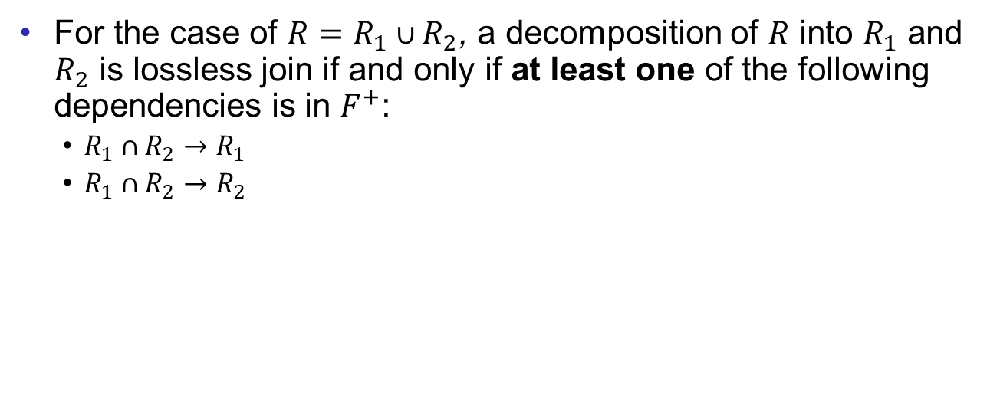 • For the case of 𝑅 = 𝑅₁ ∪ 𝑅₂, a decomposition of 𝑅 into 𝑅₁ and
𝑅₂ is lossless join if and only if at least one of the following
dependencies is in 𝐹⁺:
• 𝑅₁ ∩ 𝑅₂ → 𝑅₁
• 𝑅₁ ∩ 𝑅₂ → 𝑅₂